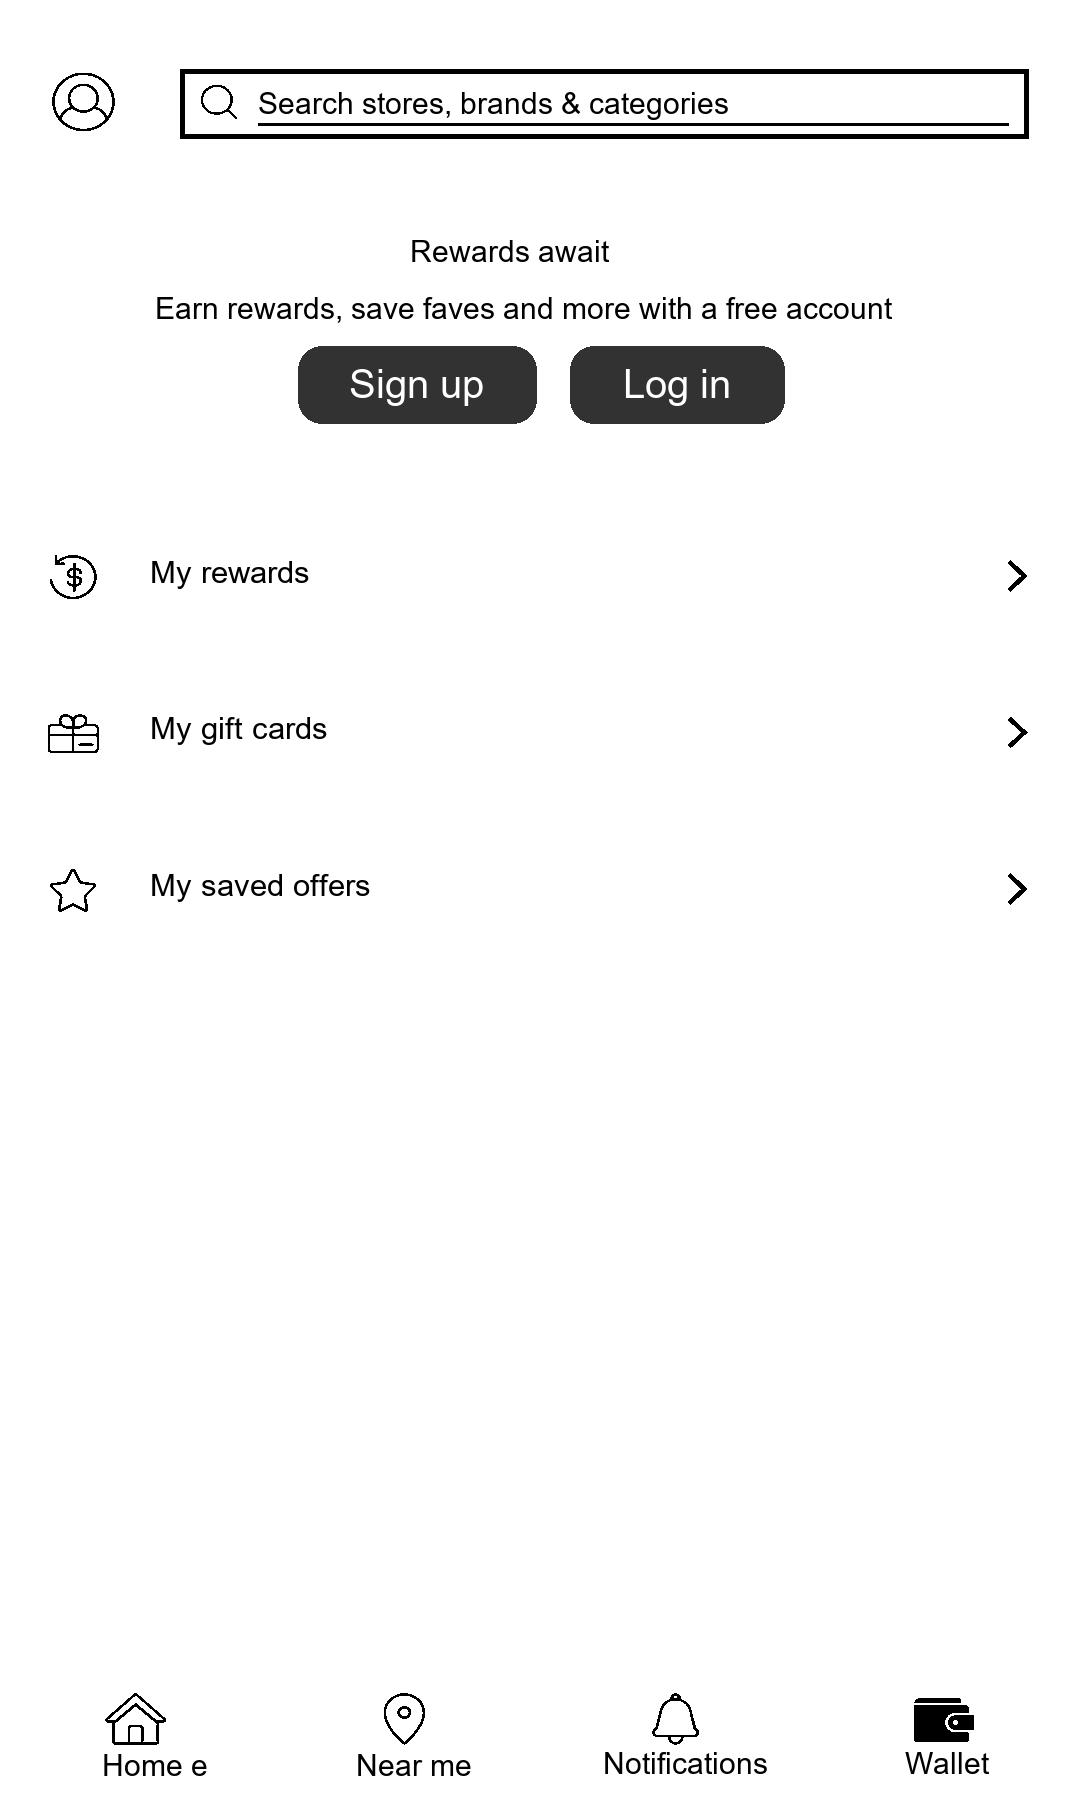 Search stores, brands & categories
Rewards await
Earn rewards, save faves and more with a free account
Sign up
Log in
My rewards
My gift cards
My saved offers
Home e
Near me
Notifications
Wallet